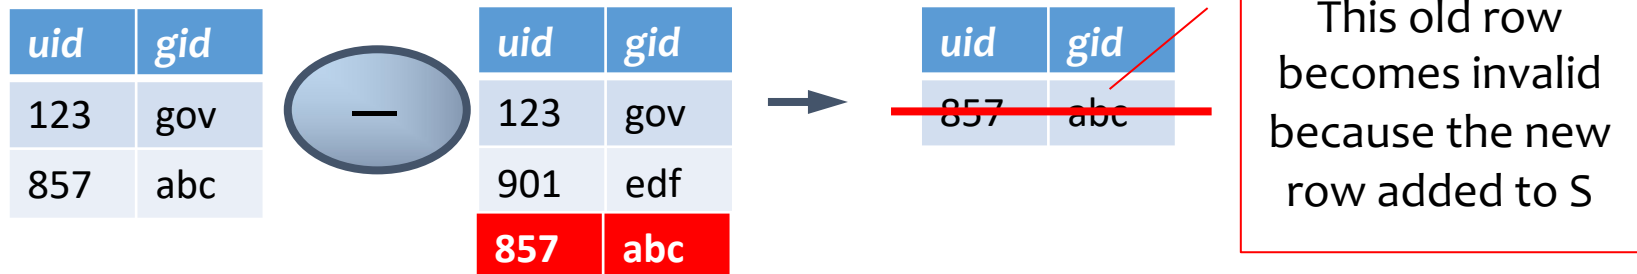 uid gid
123 gov
857 abc
–
uid gid
123 gov
901 edf
857 abc
uid gid
857 abc
This old row
becomes invalid
because the new
row added to S